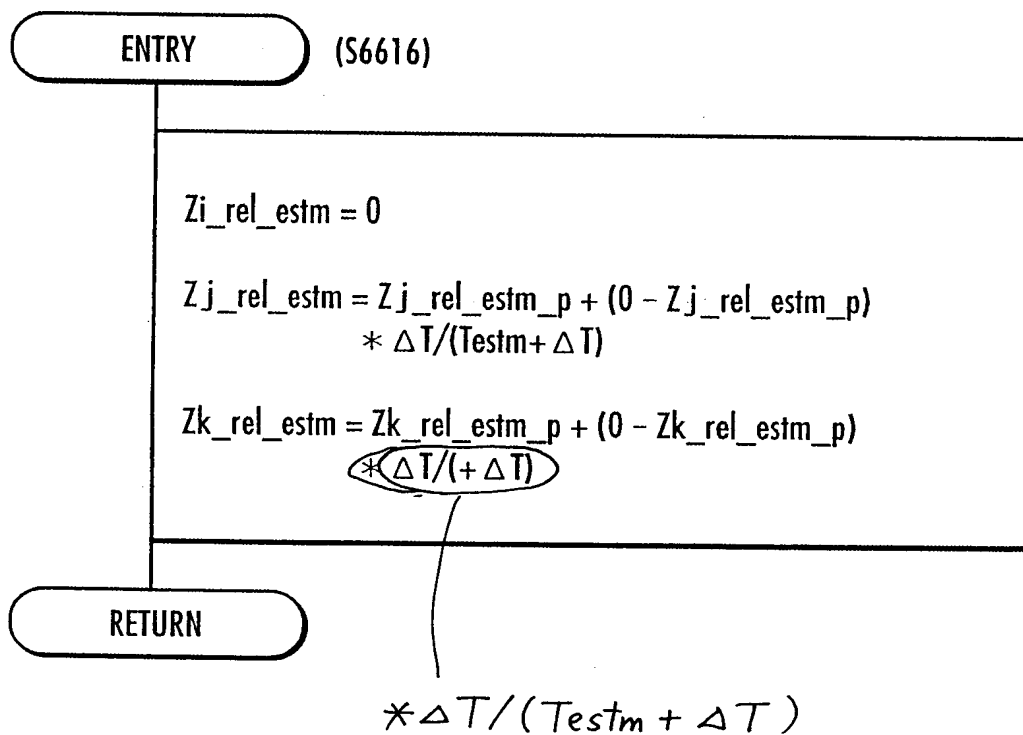 ENTRY (S6616)
Zi_rel_estm = 0
Zj_rel_estm = Zj_rel_estm_p + (0 – Zj_rel_estm_p)
* ΔT/(Testm+ ΔT)
Zk_rel_estm = Zk_rel_estm_p + (0 – Zk_rel_estm_p)
* ΔT/(+ ΔT)
RETURN
*ΔT/(Testm + ΔT)